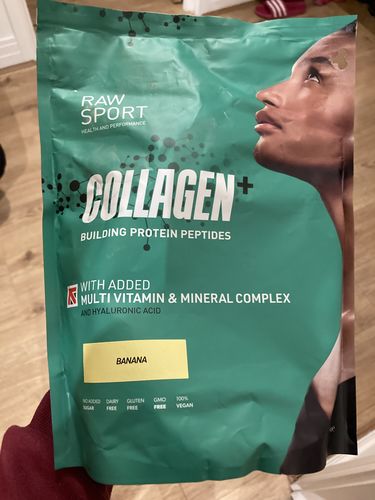 RAW
SPORT
HEALTH AND PERFORMANCE
COLLAGEN+
BUILDING PROTEIN PEPTIDES
WITH ADDED
MULTI VITAMIN & MINERAL COMPLEX
AND HYALURONIC ACID
BANANA
NO ADDED SUGAR
DAIRY FREE
GLUTEN FREE
GMO FREE
100% VEGAN